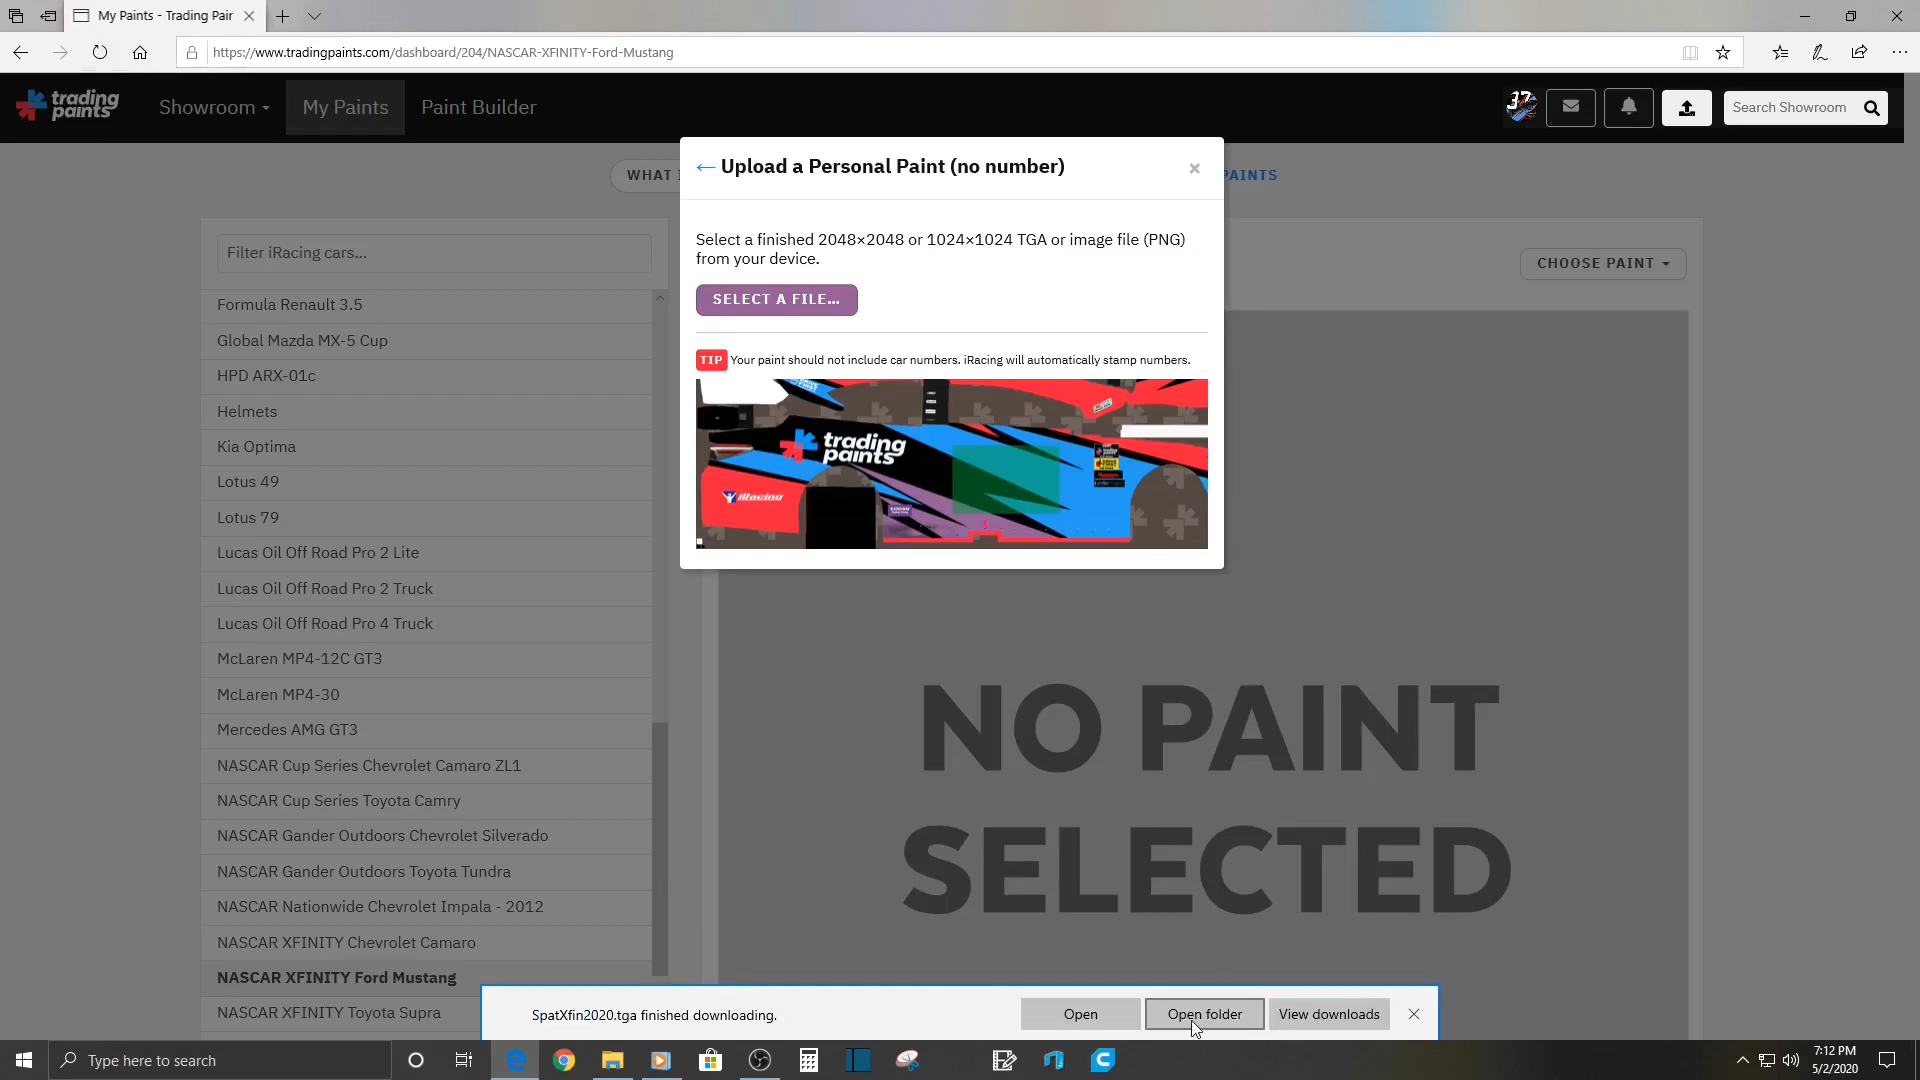 My Paints - Trading Pair
https://www.tradingpaints.com/dashboard/204/NASCAR-XFINITY-Ford-Mustang
trading paints
Showroom
My Paints
Paint Builder
37
Search Showroom
WHAT I
PAINTS
Upload a Personal Paint (no number)
×
Select a finished 2048×2048 or 1024×1024 TGA or image file (PNG)
from your device.
SELECT A FILE...
TIP Your paint should not include car numbers. iRacing will automatically stamp numbers.
trading
paints
iRacing
Filter iRacing cars...
CHOOSE PAINT
Formula Renault 3.5
Global Mazda MX-5 Cup
HPD ARX-01c
Helmets
Kia Optima
Lotus 49
Lotus 79
Lucas Oil Off Road Pro 2 Lite
Lucas Oil Off Road Pro 2 Truck
Lucas Oil Off Road Pro 4 Truck
McLaren MP4-12C GT3
McLaren MP4-30
Mercedes AMG GT3
NASCAR Cup Series Chevrolet Camaro ZL1
NASCAR Cup Series Toyota Camry
NASCAR Gander Outdoors Chevrolet Silverado
NASCAR Gander Outdoors Toyota Tundra
NASCAR Nationwide Chevrolet Impala - 2012
NASCAR XFINITY Chevrolet Camaro
NASCAR XFINITY Ford Mustang
NASCAR XFINITY Toyota Supra
NO PAINT
SELECTED
SpatXfin2020.tga finished downloading.
Open
Open folder
View downloads
Type here to search
7:12 PM
5/2/2020